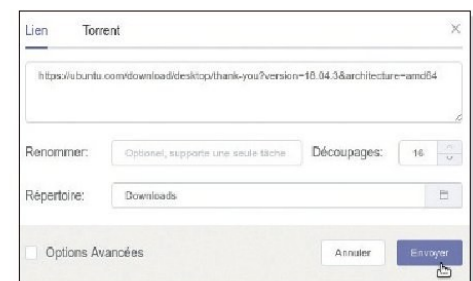 Lien Torrent
https://ubuntu.com/download/desktop/thank-you?version=18.04.3&architecture=amd64
Renommer: Optionel, supporte une seule tâche Découpages: 16
Répertoire: Downloads
Options Avancées Annuler Envoyer